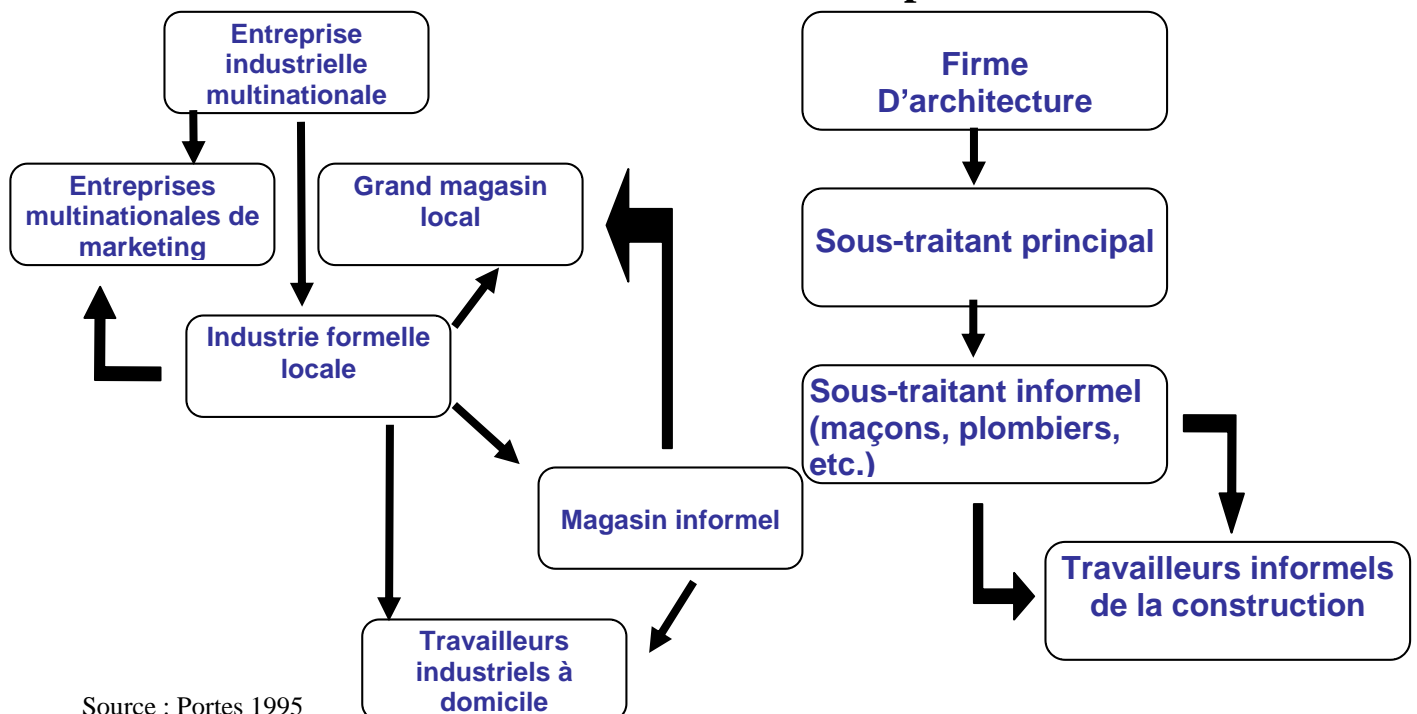 Entreprise
industrielle
multinationale
Entreprises
multinationales de
marketing
Grand magasin
local
Industrie formelle
locale
Magasin informel
Travailleurs
industriels à
domicile
Firme
D’architecture
Sous-traitant principal
Sous-traitant informel
(maçons, plombiers,
etc.)
Travailleurs informels
de la construction
Source : Portes 1995